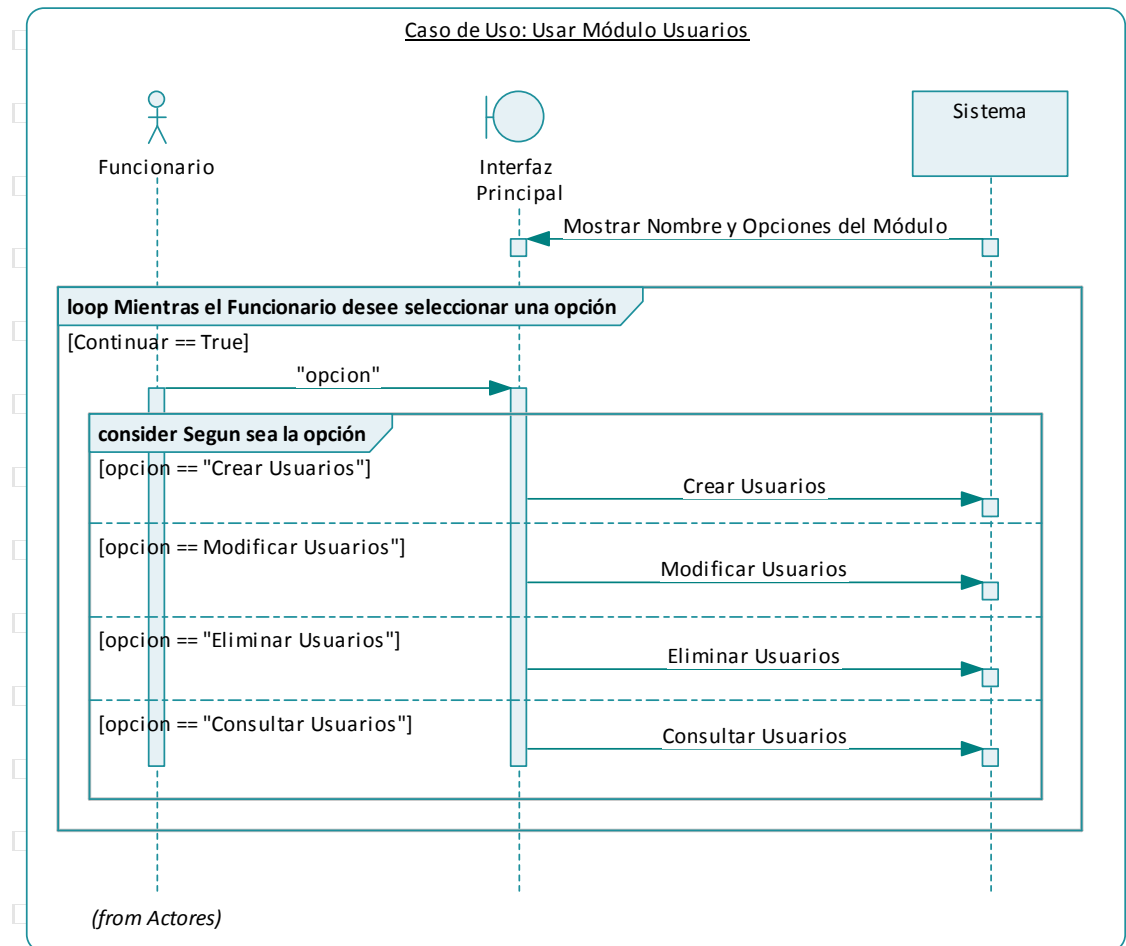 Caso de Uso: Usar Módulo Usuarios
Sistema
Funcionario
Interfaz
Principal
Mostrar Nombre y Opciones del Módulo
loop Mientras el Funcionario desee seleccionar una opción
[Continuar == True]
"opcion"
consider Segun sea la opción
[opcion == "Crear Usuarios"]
Crear Usuarios
[opcion == Modificar Usuarios"]
Modificar Usuarios
[opcion == "Eliminar Usuarios"]
Eliminar Usuarios
[opcion == "Consultar Usuarios"]
Consultar Usuarios
(from Actores)